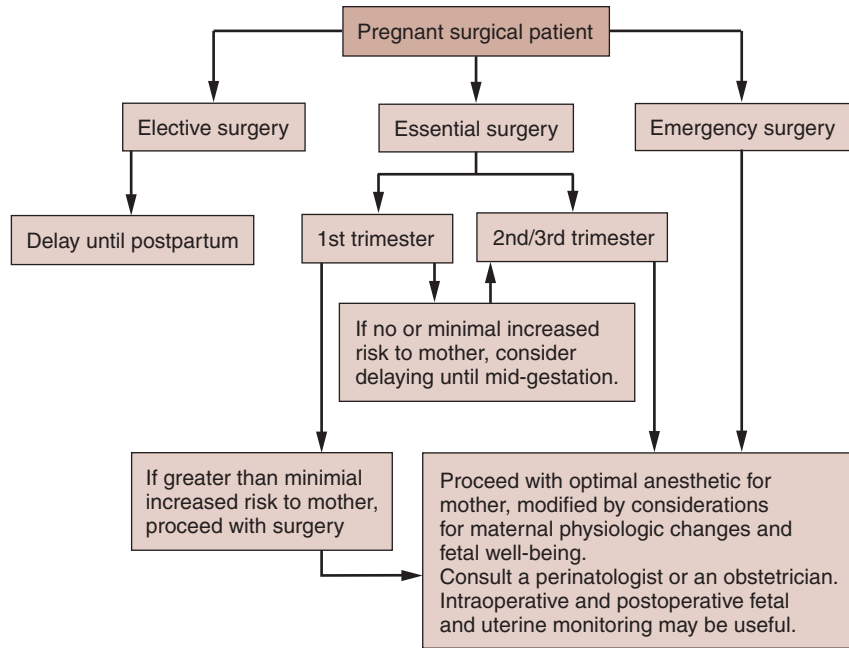 Pregnant surgical patient
Elective surgery
Essential surgery
Emergency surgery
Delay until postpartum
1st trimester
2nd/3rd trimester
If no or minimal increased
risk to mother, consider
delaying until mid-gestation.
If greater than minimial
increased risk to mother,
proceed with surgery
Proceed with optimal anesthetic for
mother, modified by considerations
for maternal physiologic changes and
fetal well-being.
Consult a perinatologist or an obstetrician.
Intraoperative and postoperative fetal
and uterine monitoring may be useful.